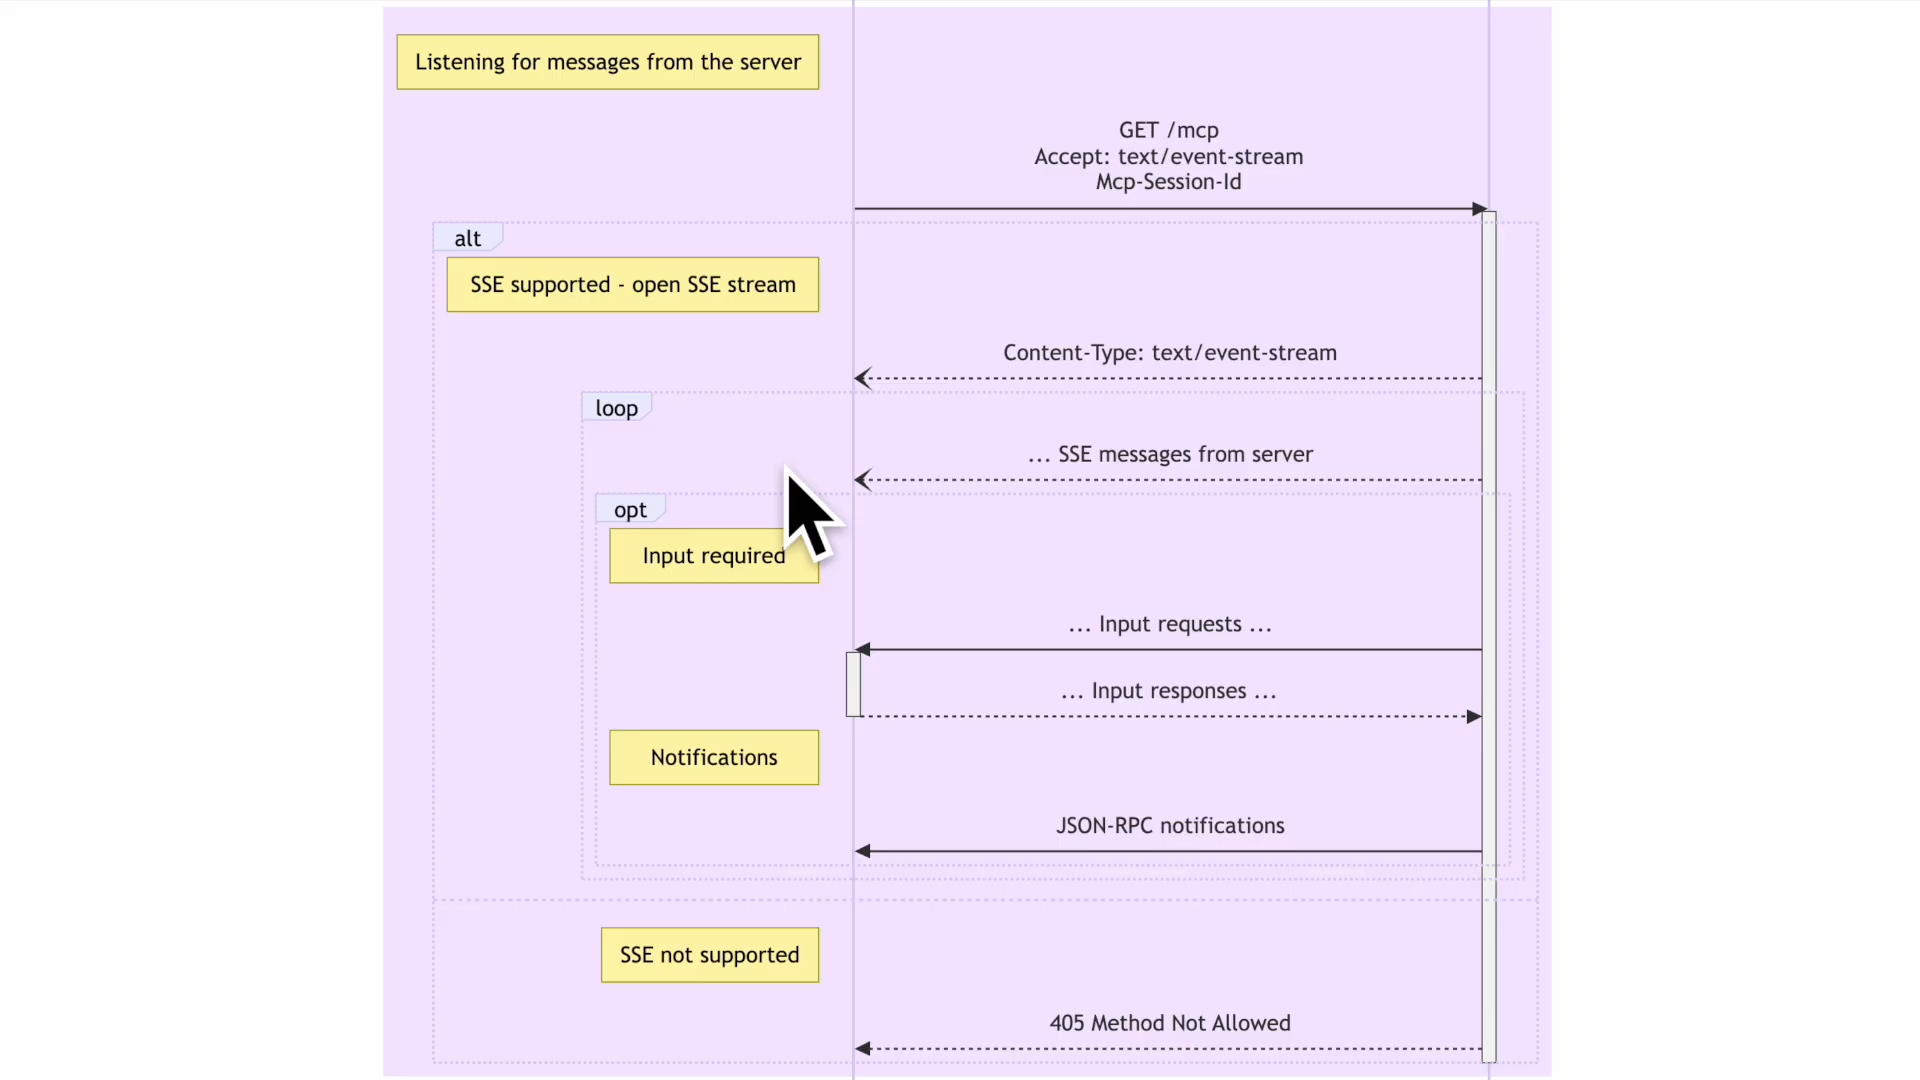 Listening for messages from the server
GET /mcp
Accept: text/event-stream
Mcp-Session-Id
alt
SSE supported - open SSE stream
Content-Type: text/event-stream
loop
... SSE messages from server
opt
Input required
... Input requests ...
... Input responses ...
Notifications
JSON-RPC notifications
SSE not supported
405 Method Not Allowed